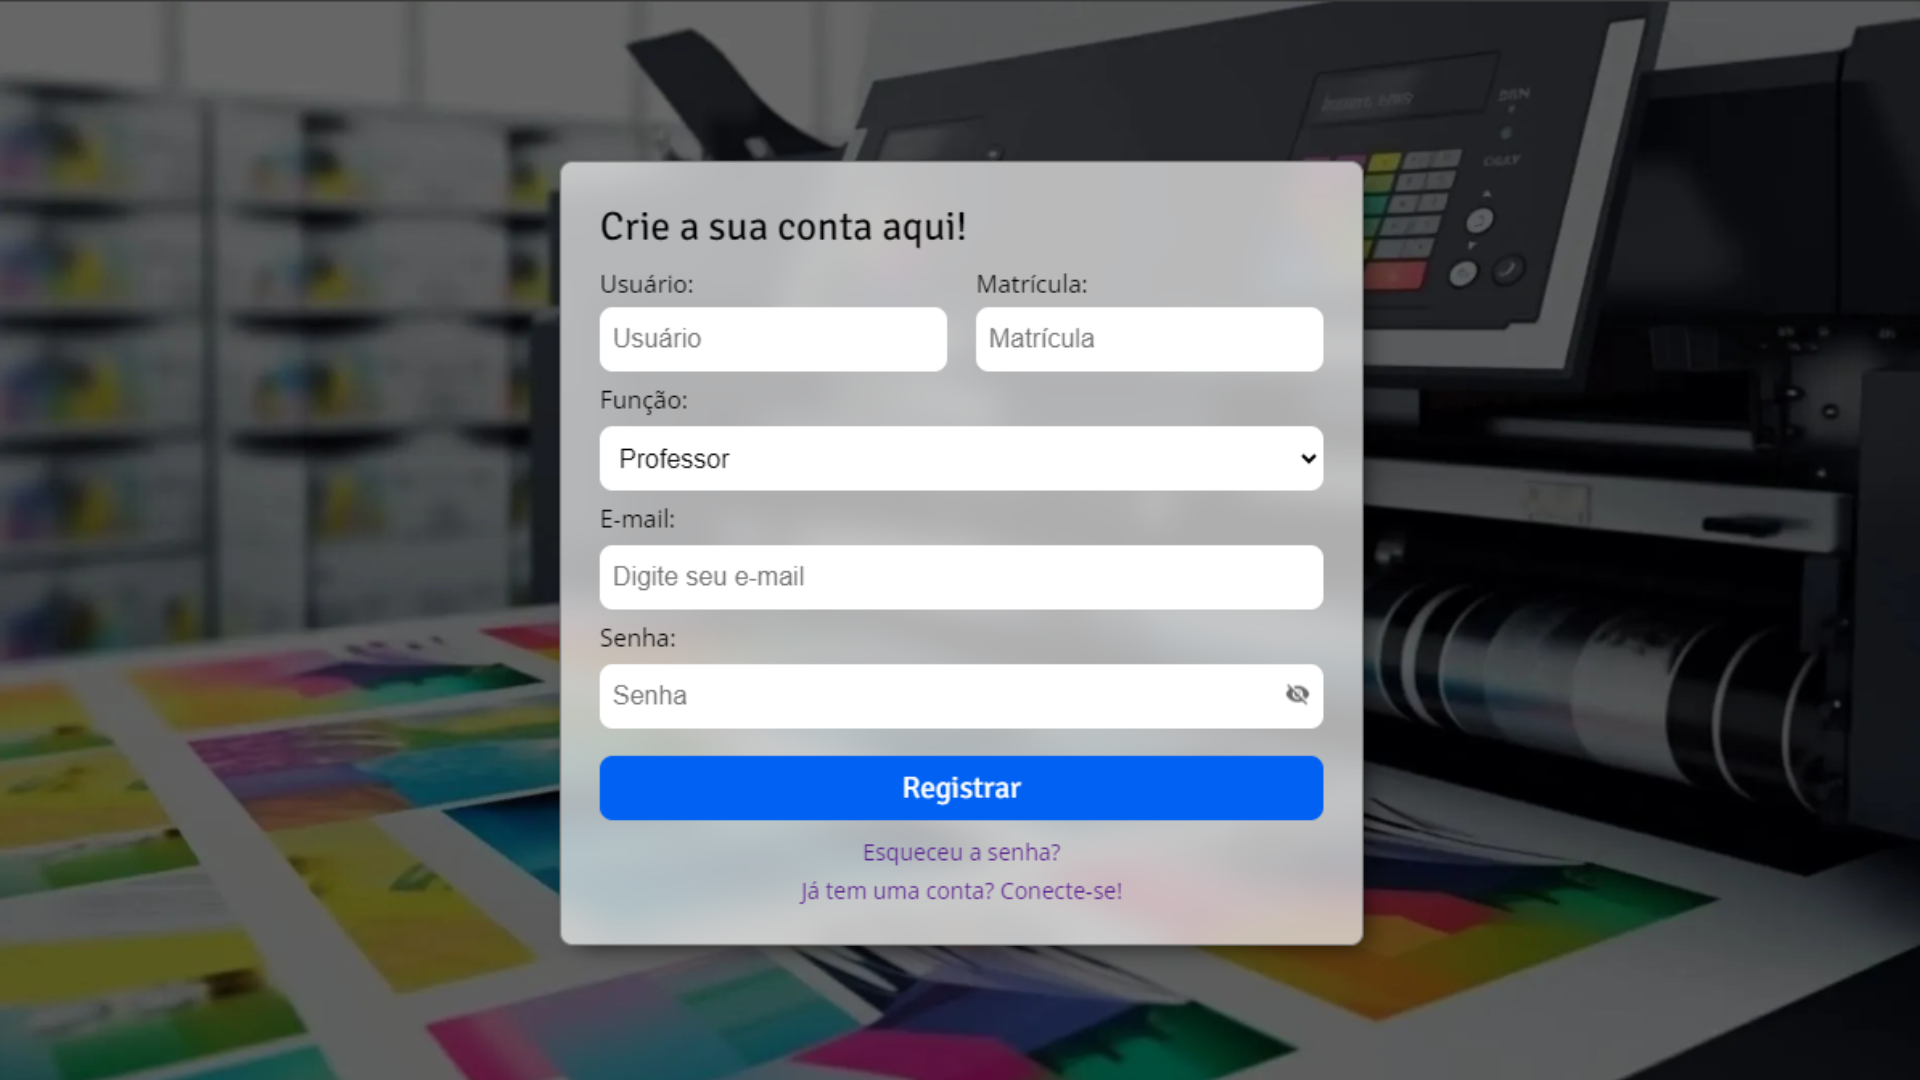 Crie a sua conta aqui!
Usuário: Matrícula:
Usuário Matrícula
Função:
Professor
E-mail:
Digite seu e-mail
Senha:
Senha
Registrar
Esqueceu a senha?
Já tem uma conta? Conecte-se!